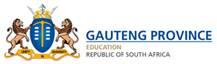 GAUTENG PROVINCE
EDUCATION
REPUBLIC OF SOUTH AFRICA